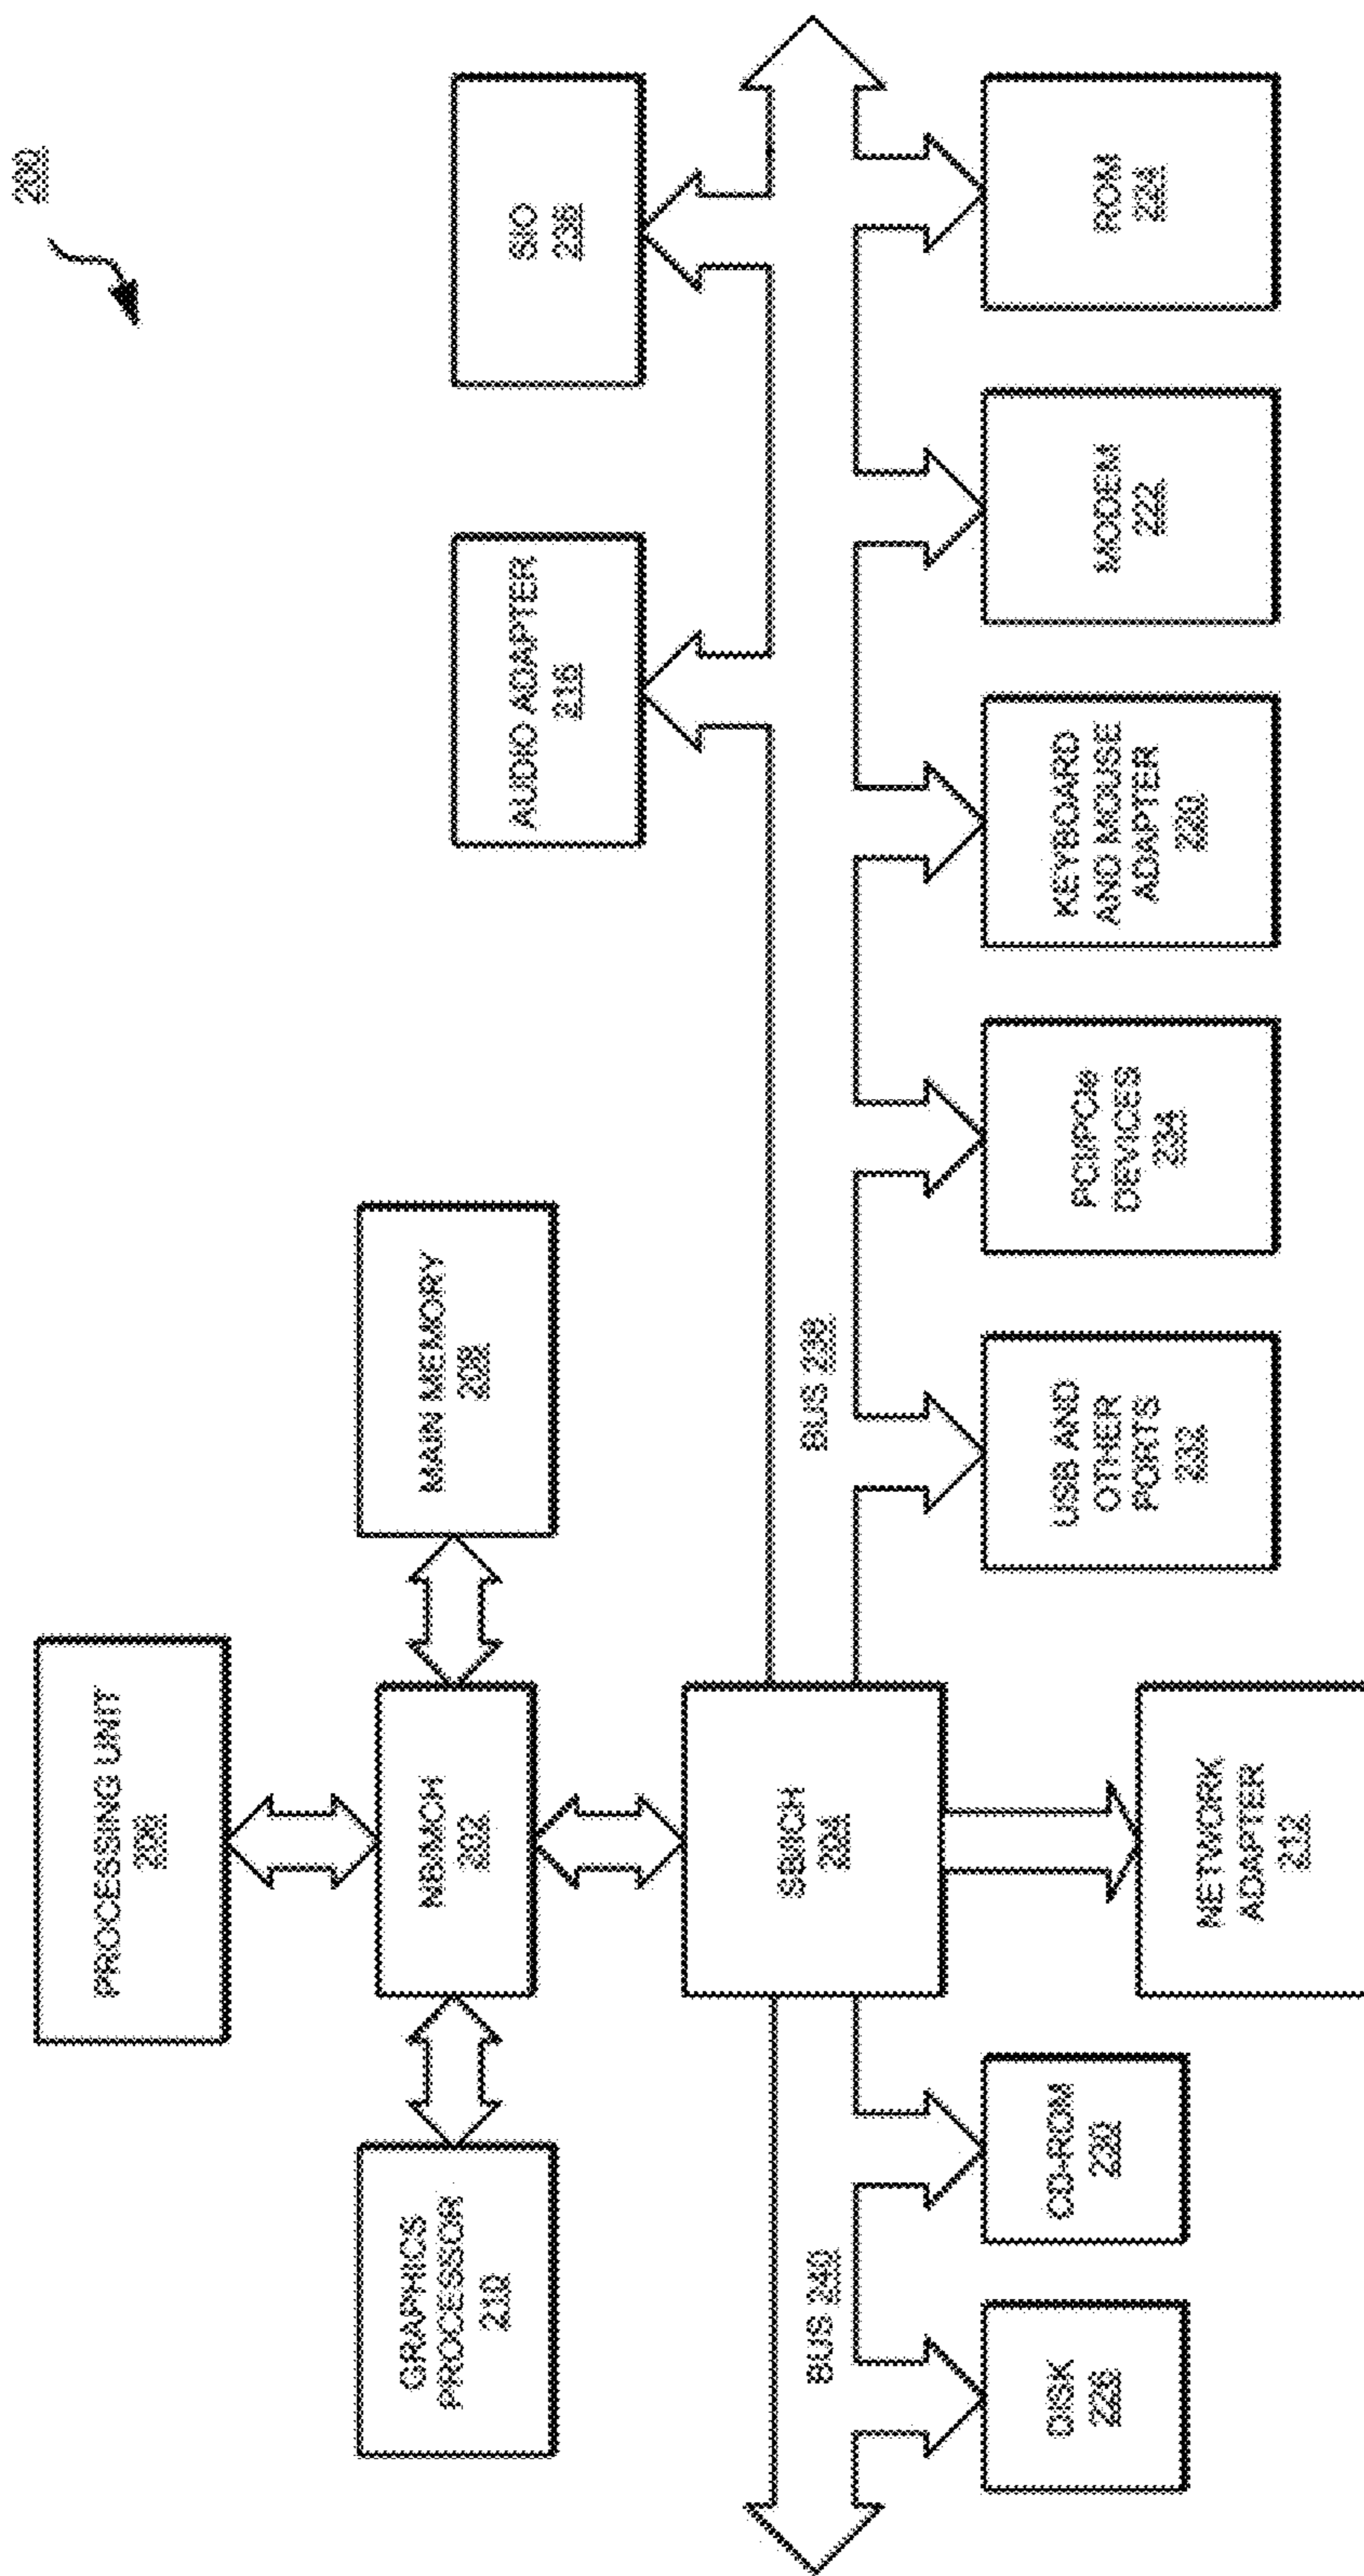 200
PROCESSING UNIT
206
GRAPHICS
PROCESSOR
210
NB/MCH
202
MAIN MEMORY
208
AUDIO ADAPTER
216
SIO
236
SB/ICH
204
BUS 240
BUS 238
DISK
226
CD-ROM
230
USB AND
OTHER
PORTS
232
PCI/PCIe
DEVICES
234
KEYBOARD
AND MOUSE
ADAPTER
220
MODEM
222
ROM
224
NETWORK
ADAPTER
212